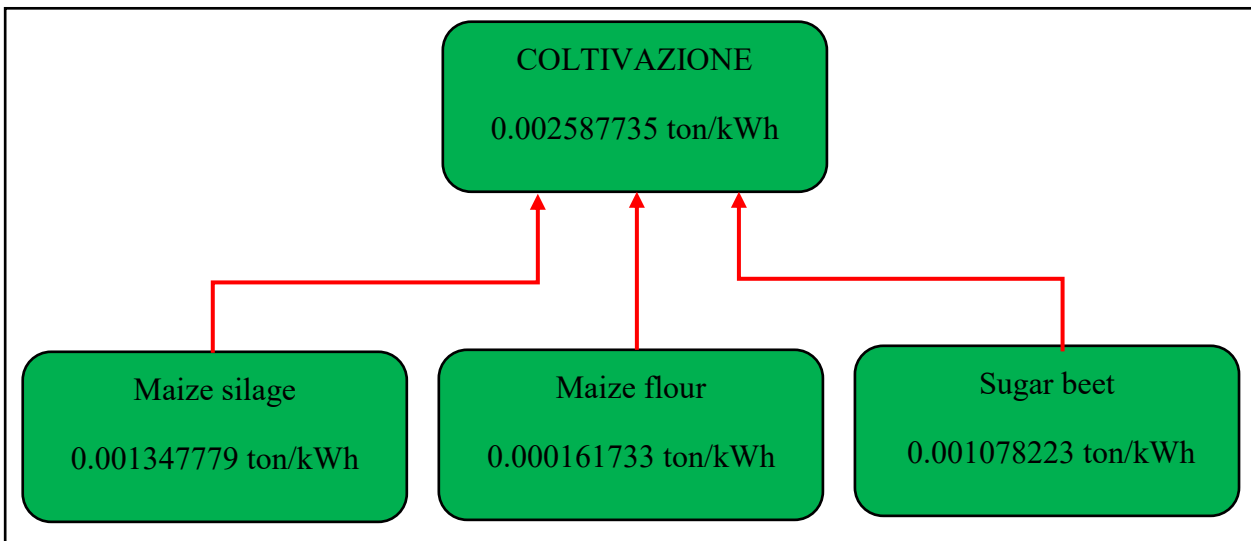 COLTIVAZIONE
0.002587735 ton/kWh
Maize silage
0.001347779 ton/kWh
Maize flour
0.000161733 ton/kWh
Sugar beet
0.001078223 ton/kWh